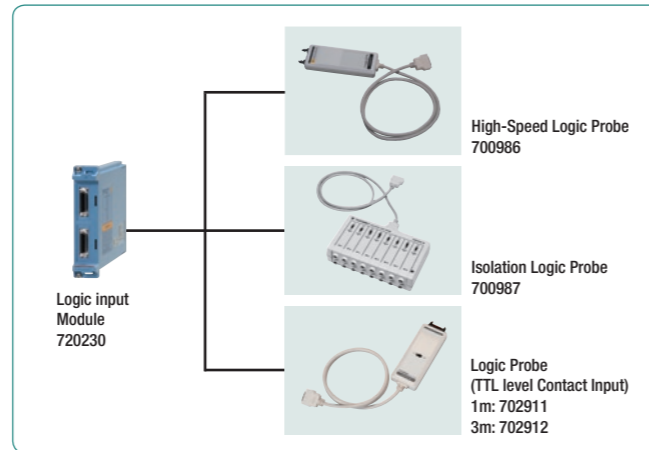 High-Speed Logic Probe
700986
Isolation Logic Probe
700987
Logic input
Module
720230
Logic Probe
(TTL level Contact Input)
1m: 702911
3m: 702912